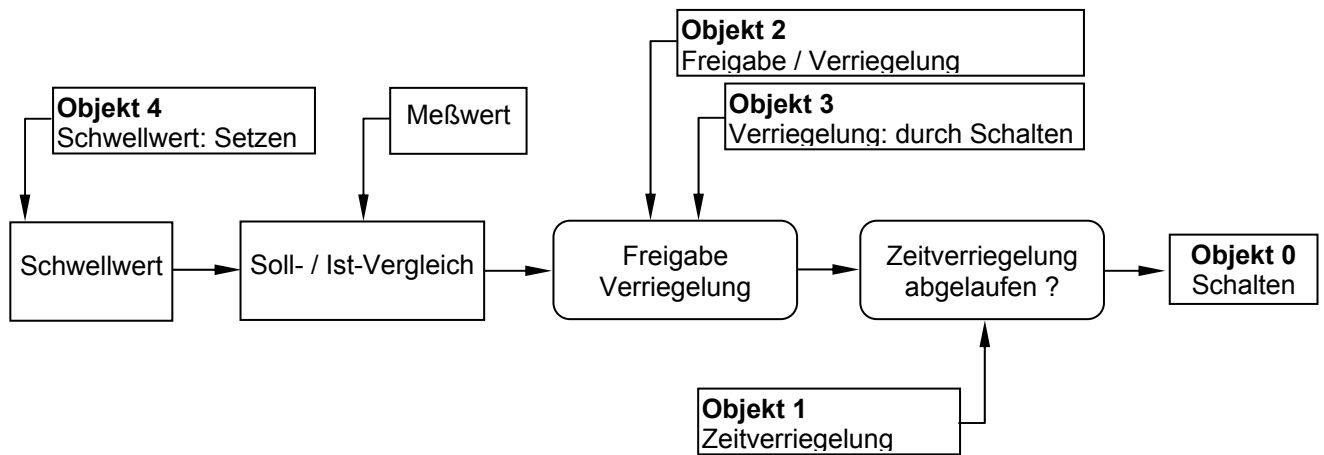 Objekt 2
Freigabe / Verriegelung
Objekt 4
Schwellwert: Setzen
Meßwert
Objekt 3
Verriegelung: durch Schalten
Schwellwert
Soll- / Ist-Vergleich
Freigabe
Verriegelung
Zeitverriegelung
abgelaufen ?
Objekt 0
Schalten
Objekt 1
Zeitverriegelung